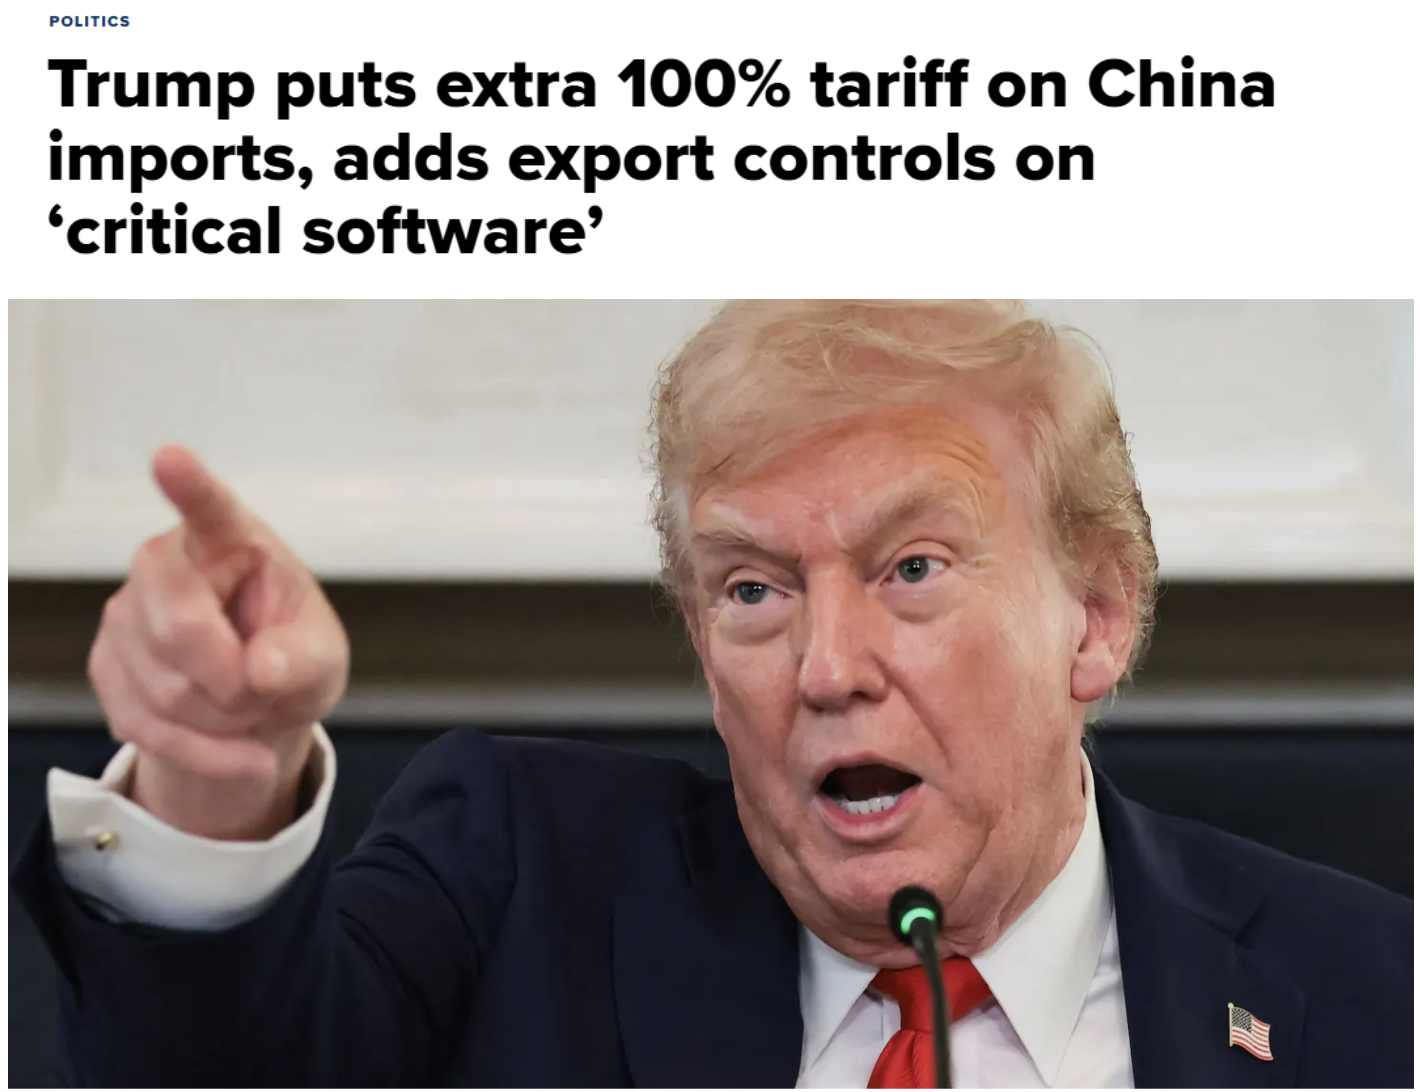 POLITICS
Trump puts extra 100% tariff on China
imports, adds export controls on
‘critical software’